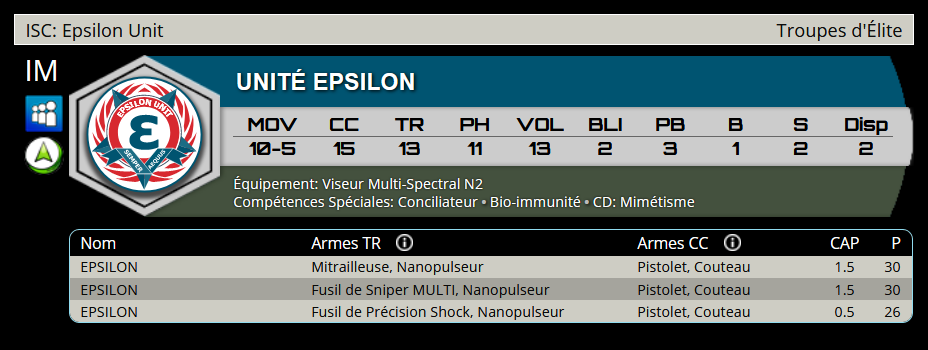 ISC: Epsilon Unit Troupes d'Élite
IM
EPSILON UNIT
ε
SEMPER AEQUUS
UNITÉ EPSILON
MOV CC TR PH VOL BLI PB B S Disp
10-5 15 13 11 13 2 3 1 2 2
Équipement: Viseur Multi-Spectral N2
Compétences Spéciales: Conciliateur • Bio-immunité • CD: Mimétisme
Nom Armes TR Armes CC CAP P
EPSILON Mitrailleuse, Nanopulseur Pistolet, Couteau 1.5 30
EPSILON Fusil de Sniper MULTI, Nanopulseur Pistolet, Couteau 1.5 30
EPSILON Fusil de Précision Shock, Nanopulseur Pistolet, Couteau 0.5 26